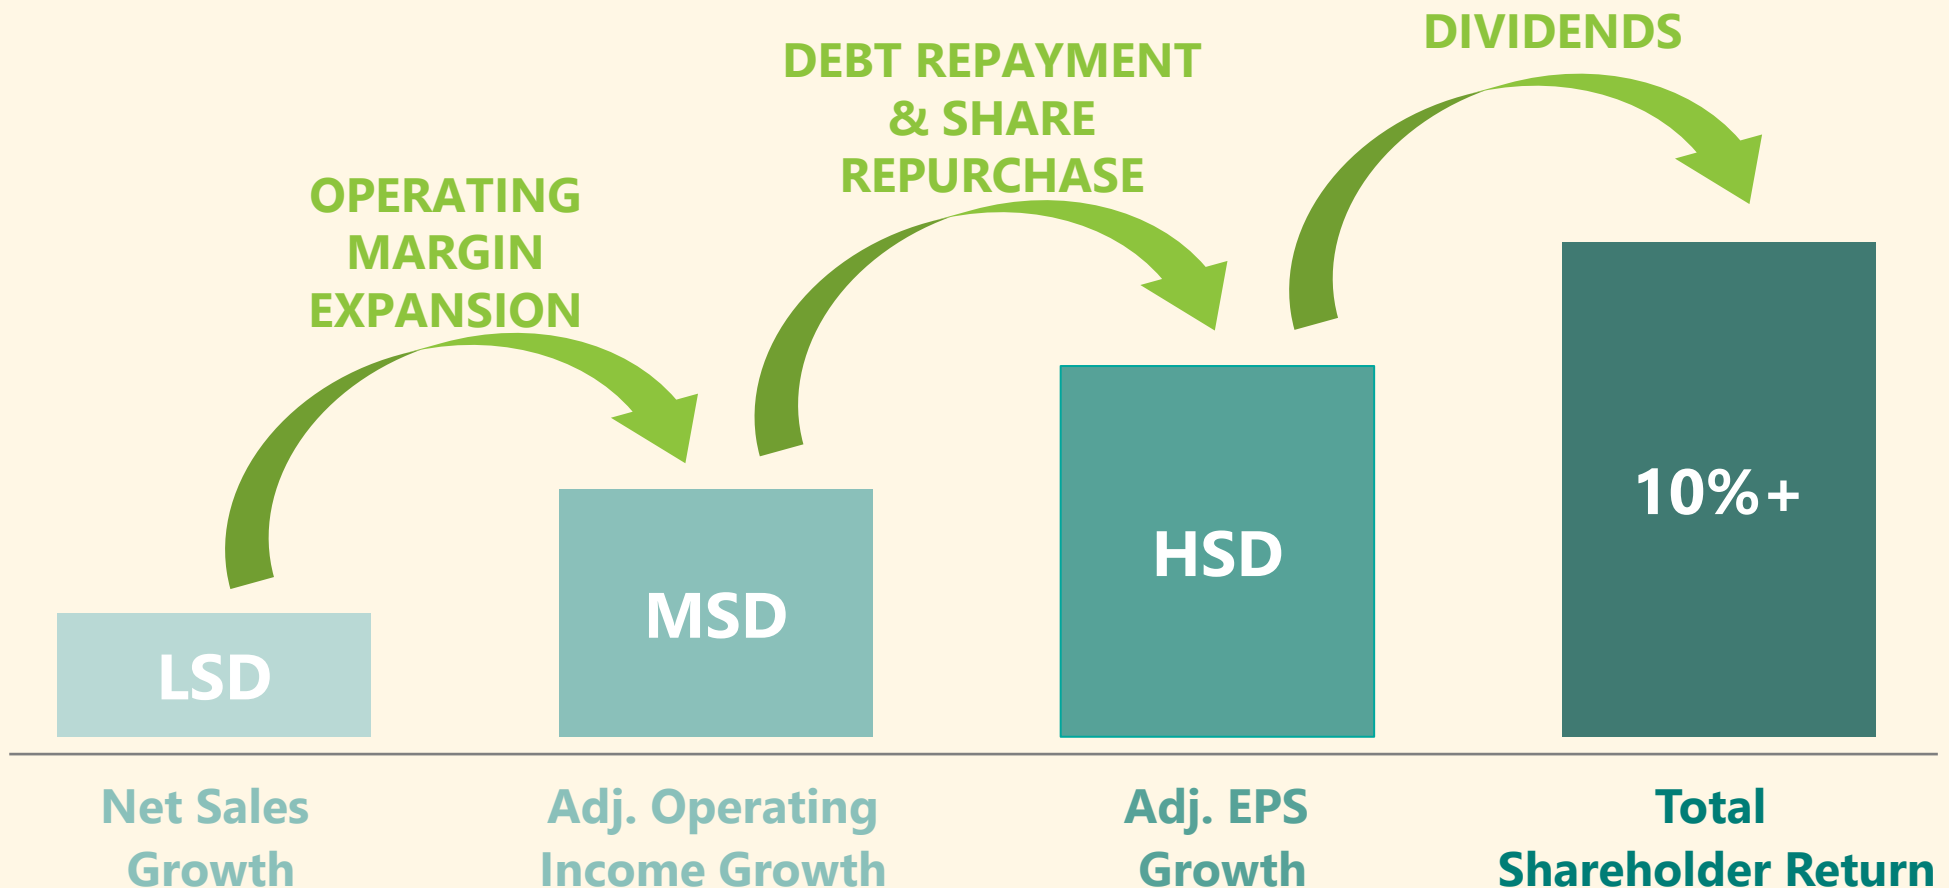 OPERATING
MARGIN
EXPANSION
DEBT REPAYMENT
& SHARE
REPURCHASE
DIVIDENDS
LSD
MSD
HSD
10%+
Net Sales
Growth
Adj. Operating
Income Growth
Adj. EPS
Growth
Total
Shareholder Return